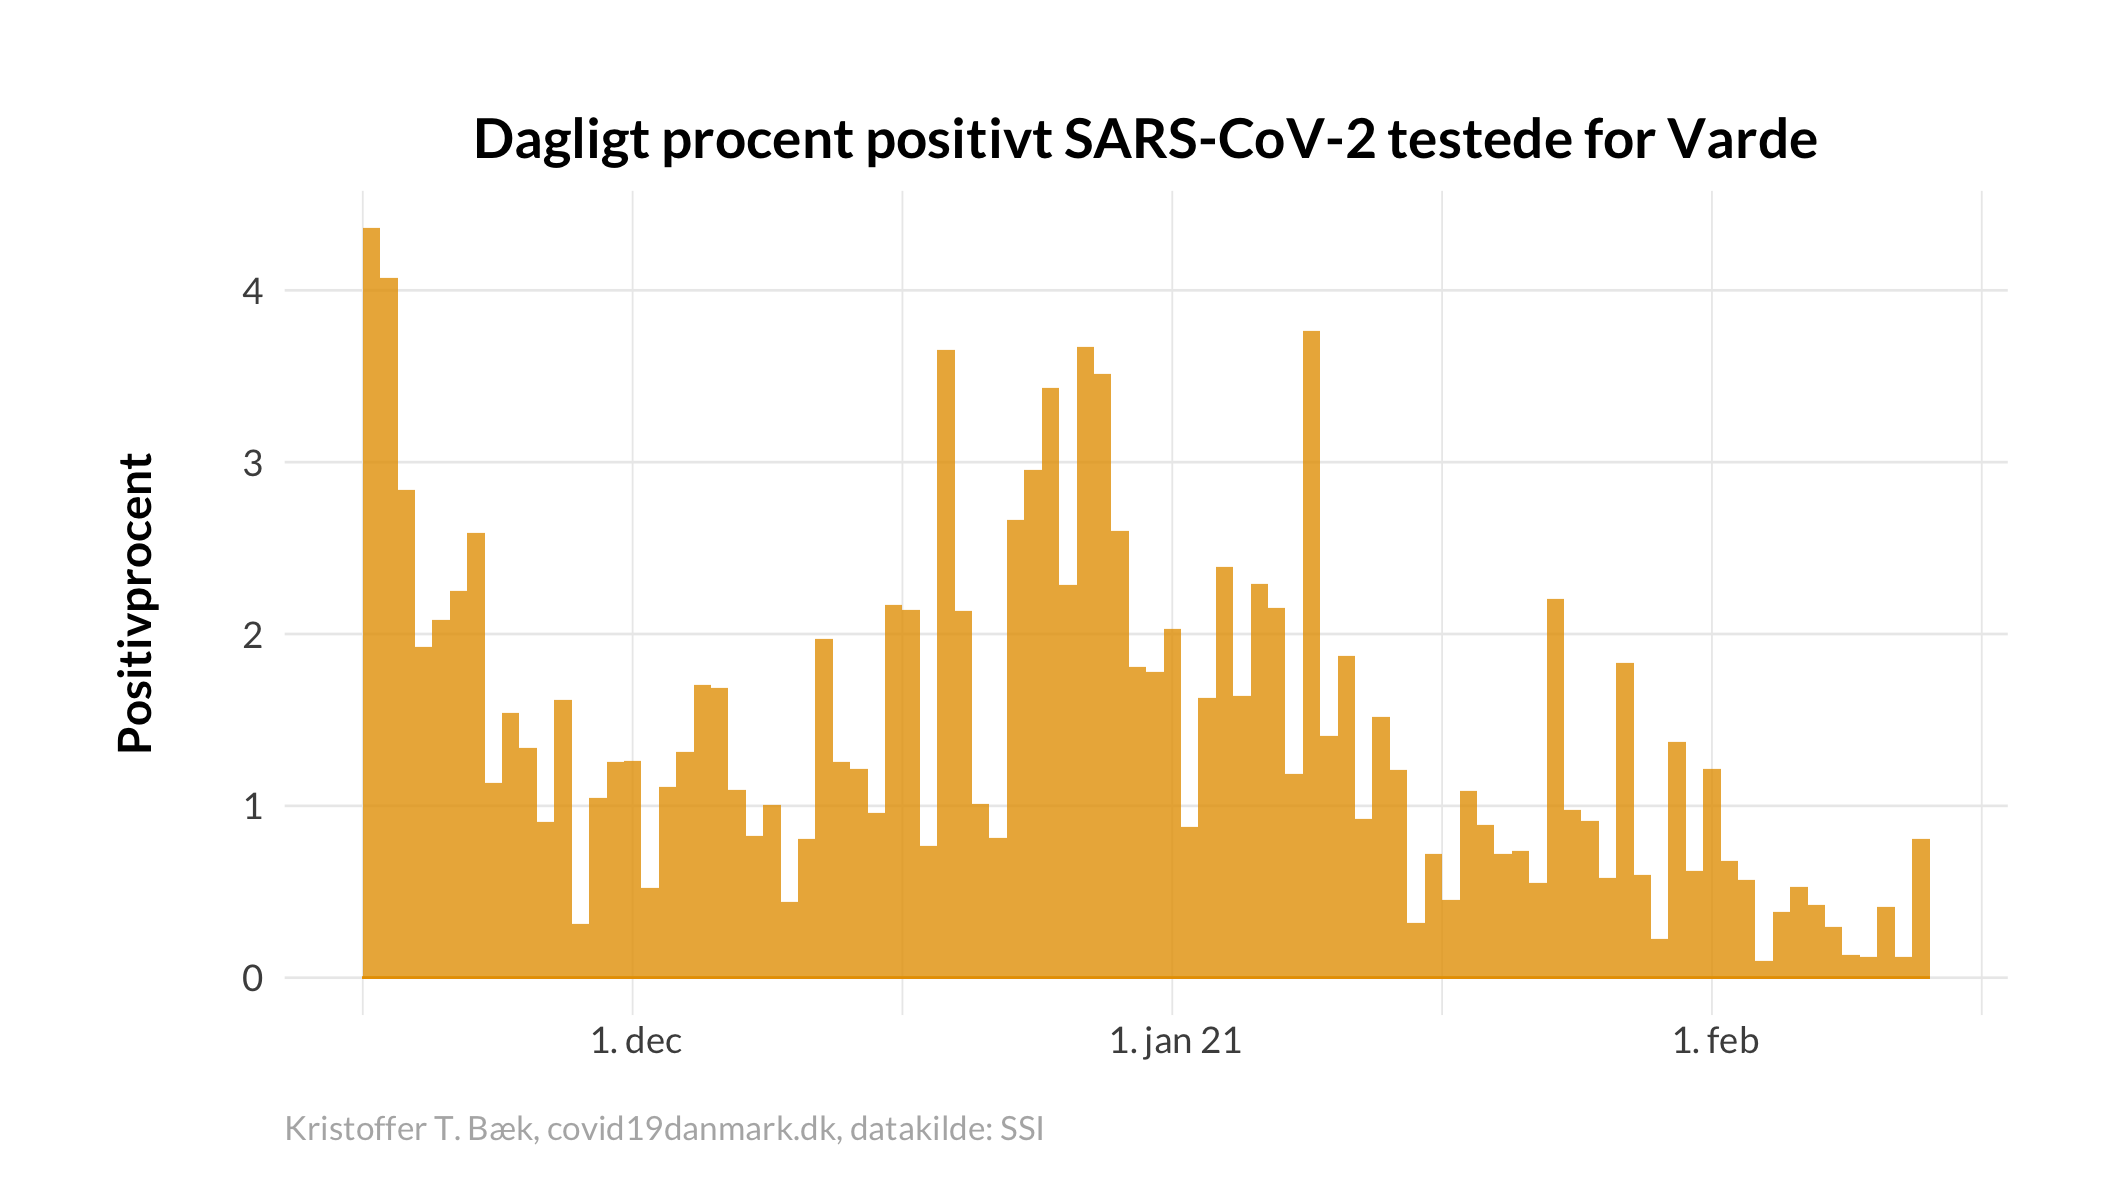 Dagligt procent positivt SARS-CoV-2 testede for Varde
Positivprocent
4
3
2
1
0
1. dec
1. jan 21
1. feb
Kristoffer T. Bæk, covid19danmark.dk, datakilde: SSI